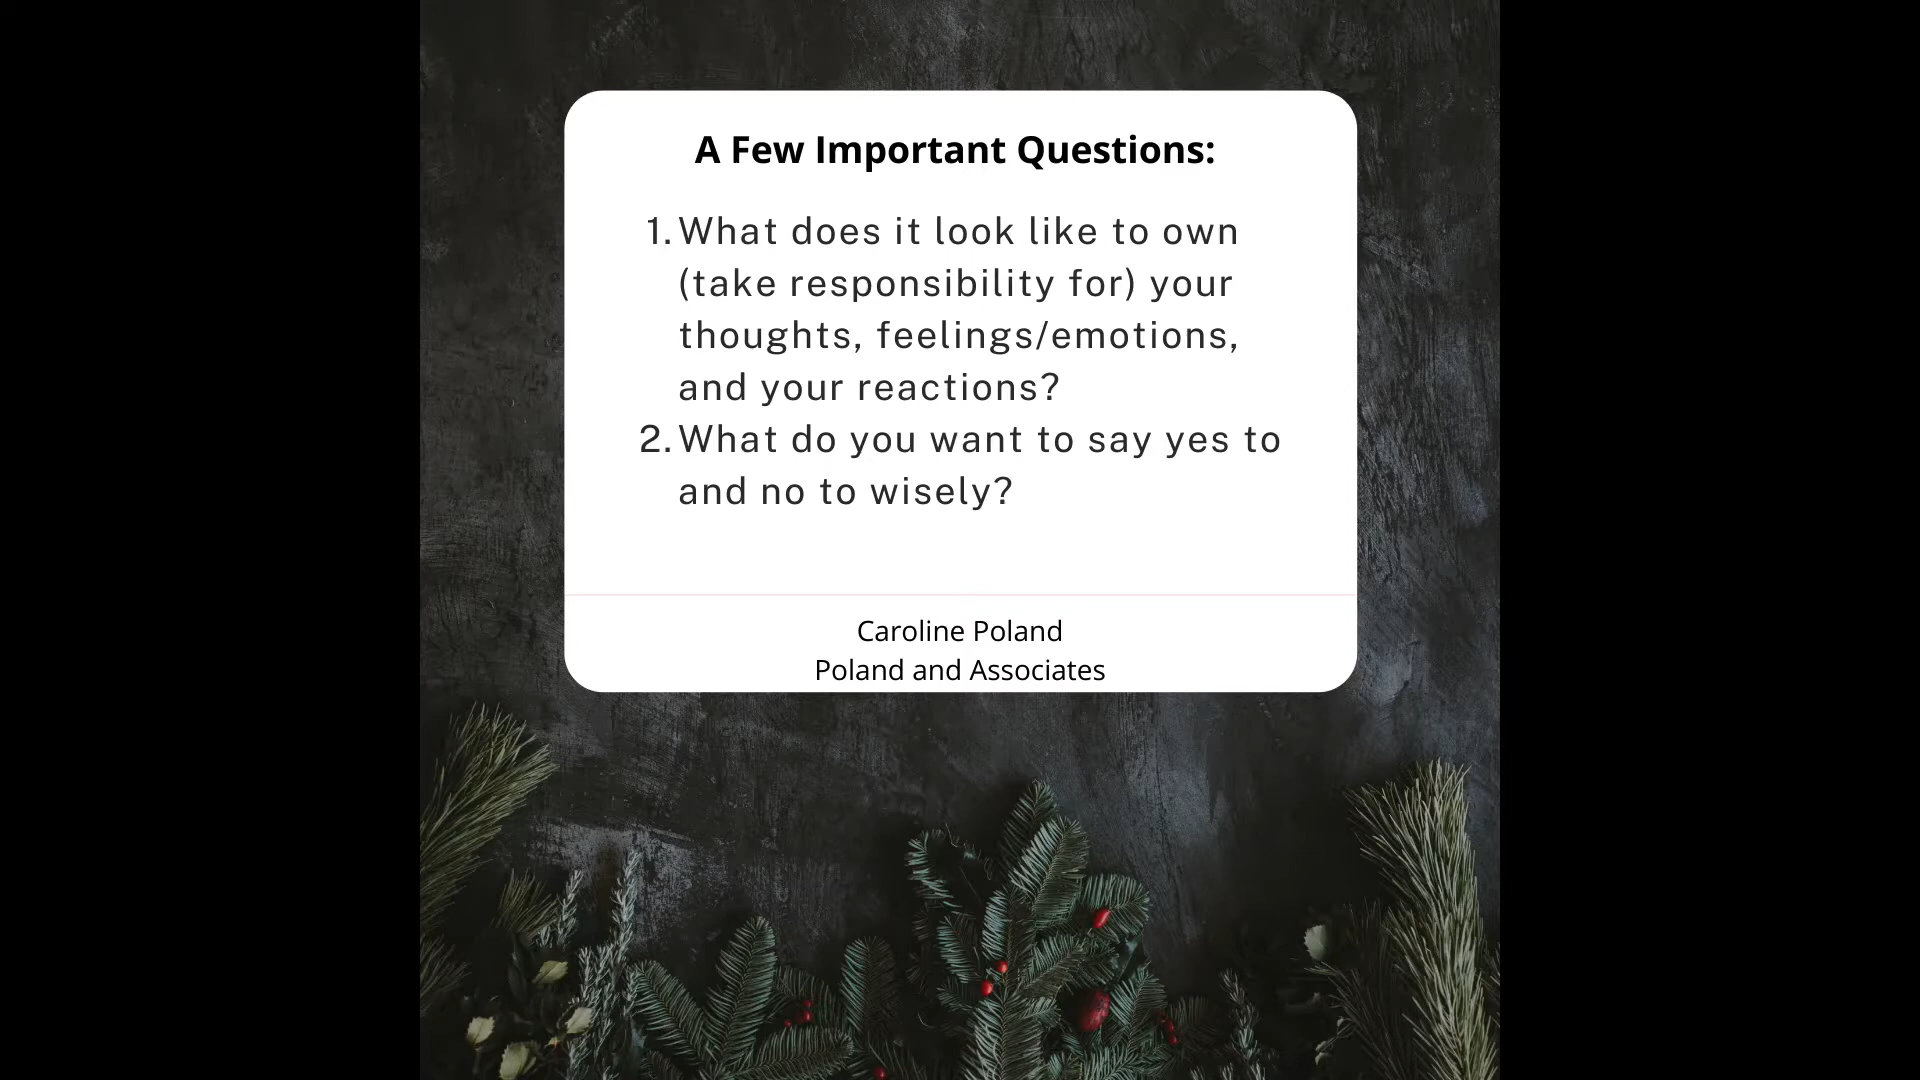 A Few Important Questions:
1. What does it look like to own
(take responsibility for) your
thoughts, feelings/emotions,
and your reactions?
2. What do you want to say yes to
and no to wisely?
Caroline Poland
Poland and Associates